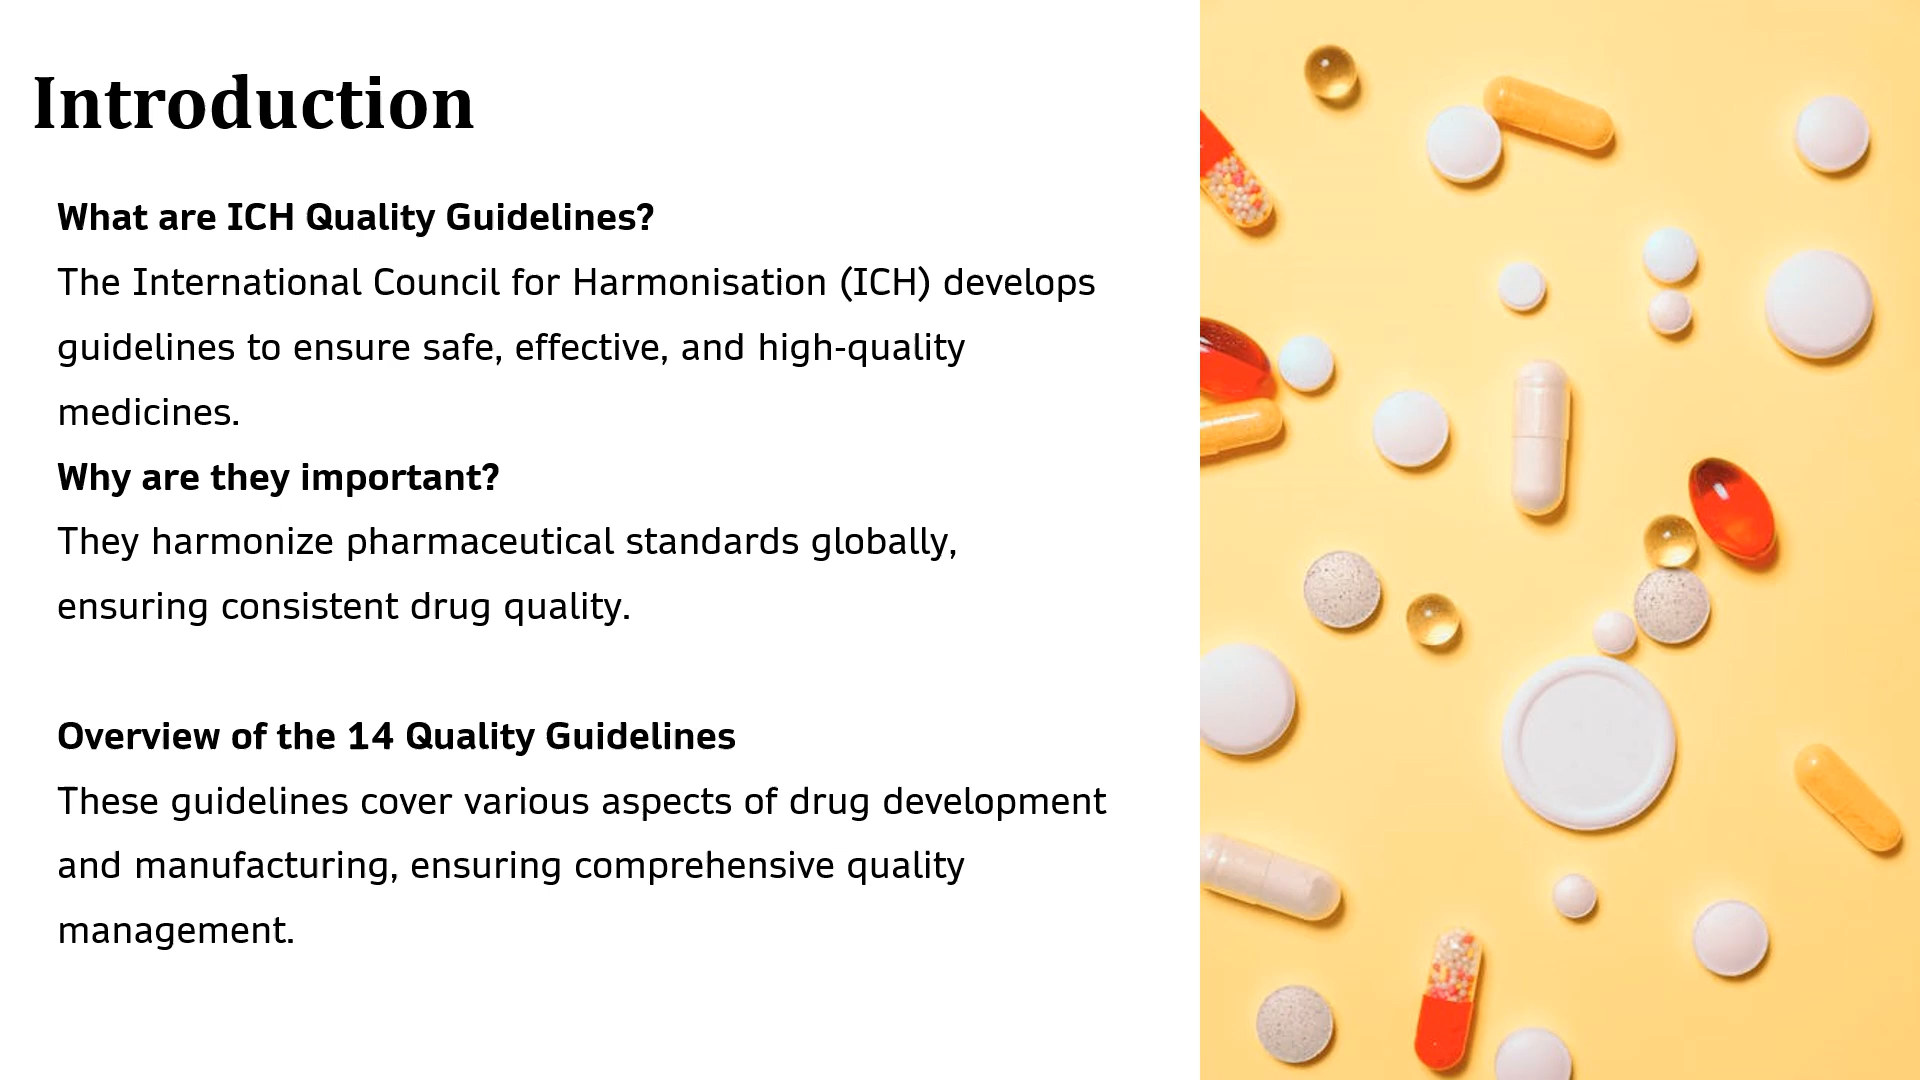 Introduction
What are ICH Quality Guidelines?
The International Council for Harmonisation (ICH) develops
guidelines to ensure safe, effective, and high-quality
medicines.
Why are they important?
They harmonize pharmaceutical standards globally,
ensuring consistent drug quality.
Overview of the 14 Quality Guidelines
These guidelines cover various aspects of drug development
and manufacturing, ensuring comprehensive quality
management.